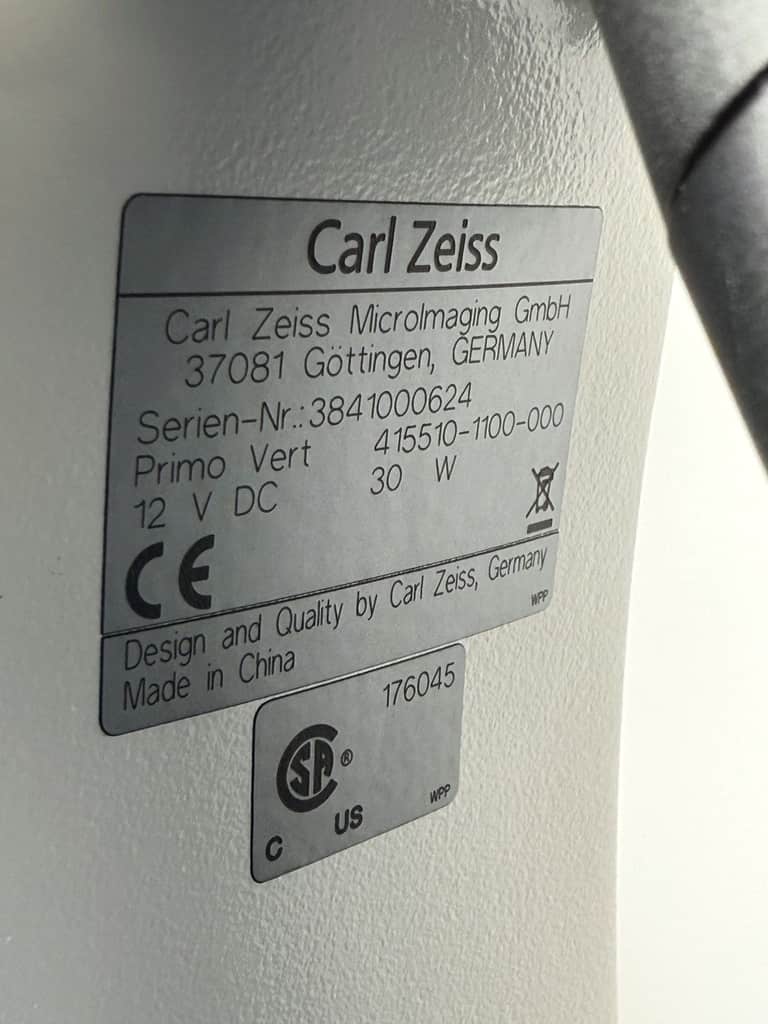 Carl Zeiss
Carl Zeiss MicroImaging GmbH
37081 Göttingen, GERMANY
Serien-Nr.:3841000624
Primo Vert 415510-1100-000
12 V DC 30 W
CE
Design and Quality by Carl Zeiss, Germany
Made in China
WPP
176045
CSA®
C US
WPP